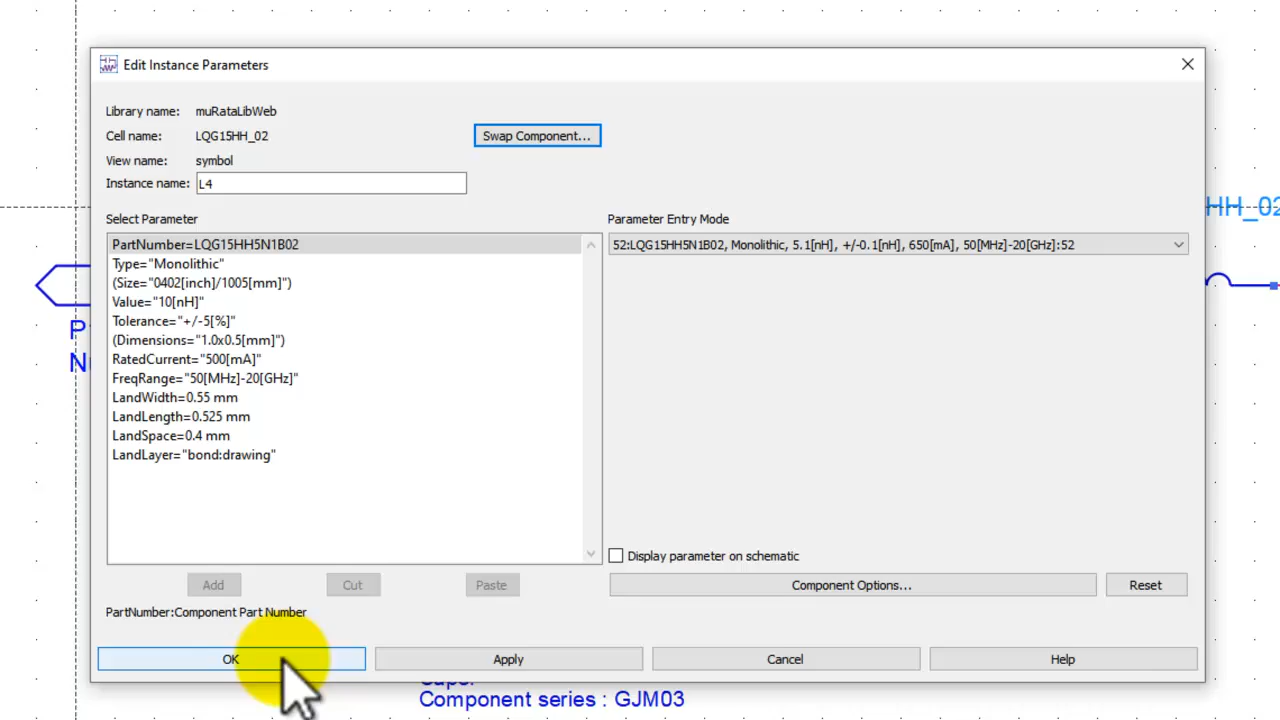 Edit Instance Parameters
Library name: muRataLibWeb
Cell name: LQG15HH_02
Swap Component...
View name: symbol
Instance name: L4
HH_02
Select Parameter
Parameter Entry Mode
PartNumber=LQG15HH5N1B02
52:LQG15HH5N1B02, Monolithic, 5.1[nH], +/-0.1[nH], 650[mA], 50[MHz]-20[GHz]:52
Type="Monolithic"
(Size="0402[inch]/1005[mm]")
Value="10[nH]"
Tolerance="+/-5[%]"
(Dimensions="1.0x0.5[mm]")
RatedCurrent="500[mA]"
FreqRange="50[MHz]-20[GHz]"
LandWidth=0.55 mm
LandLength=0.525 mm
LandSpace=0.4 mm
LandLayer="bond:drawing"
P
N
Display parameter on schematic
Add Cut Paste
Component Options... Reset
PartNumber:Component Part Number
OK Apply Cancel Help
Component series : GJM03